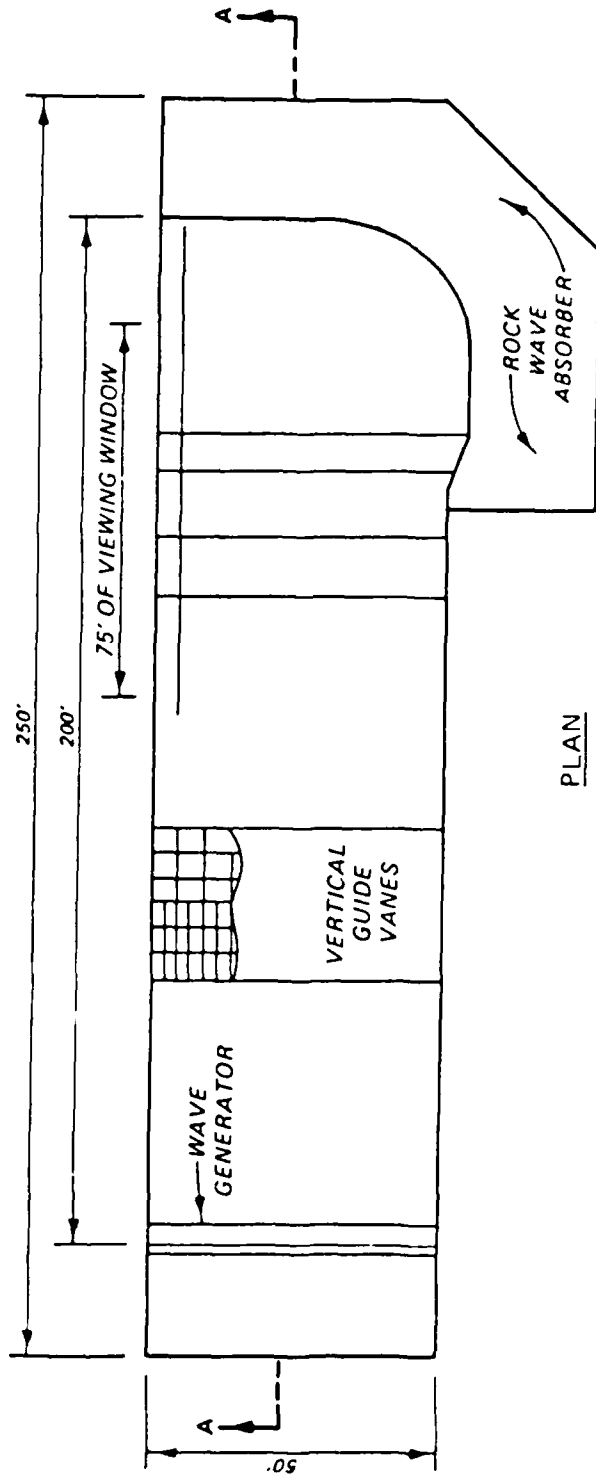 250'
200'
75' OF VIEWING WINDOW
A
A
50'
WAVE
GENERATOR
VERTICAL
GUIDE
VANES
ROCK
WAVE
ABSORBER
PLAN